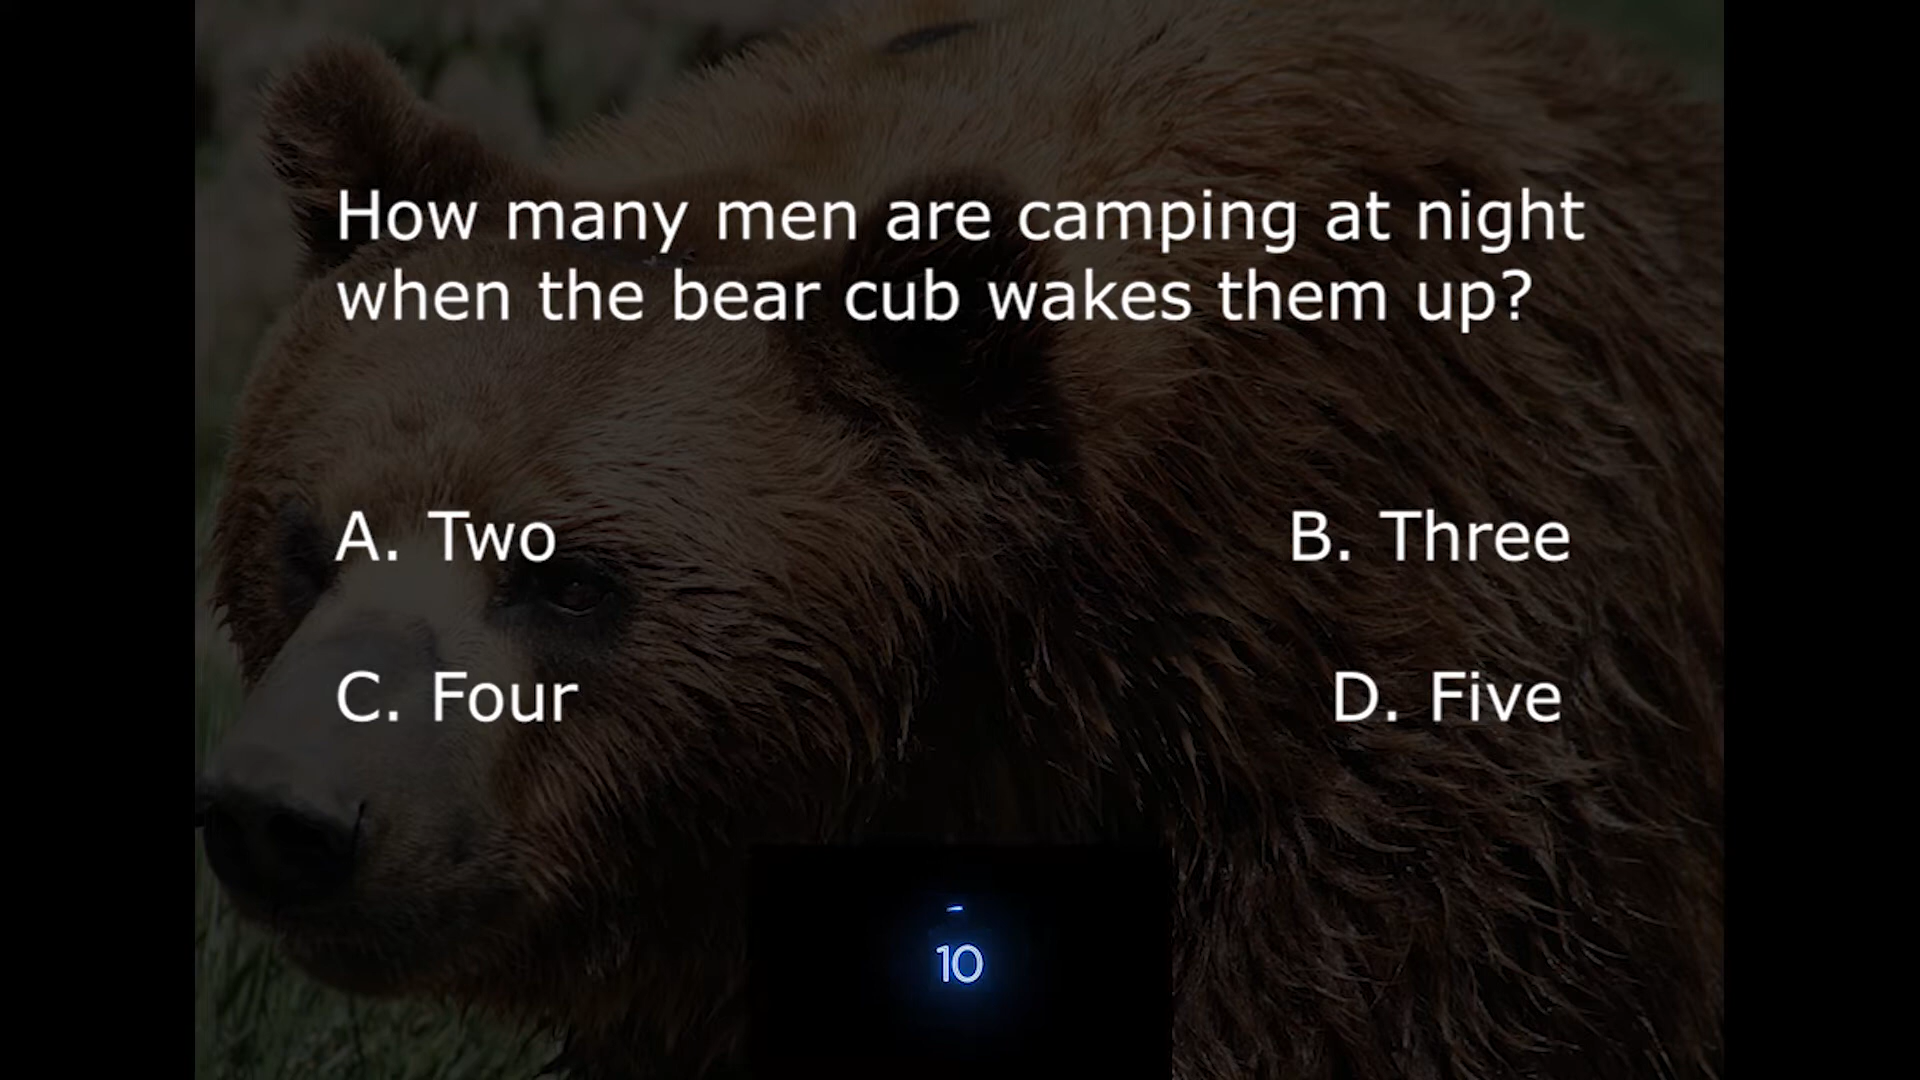 How many men are camping at night
when the bear cub wakes them up?
A. Two
B. Three
C. Four
D. Five
10